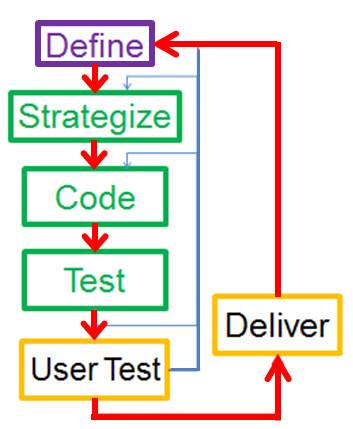 Define
Strategize
Code
Test
User Test
Deliver